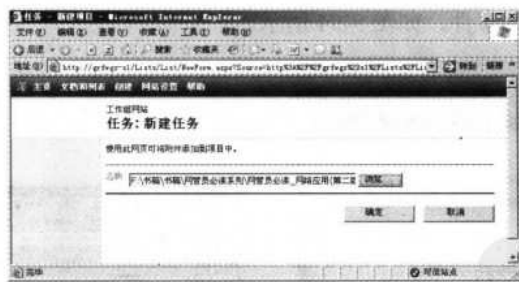 任务 - 新建项目 - Microsoft Internet Explorer
文件(F) 编辑(E) 查看(V) 收藏(A) 工具(T) 帮助(H)
后退 搜索 收藏夹
地址(D) 转到 链接
主页 文档和列表 创建 网站设置 帮助
工作组网站
任务: 新建任务
使用此网页可将附件添加到项目中。
名称 F:\书稿\书稿\网管员必读系列\网管员必读_网络应用(第二版 浏览...
确定 取消
完毕 可信站点